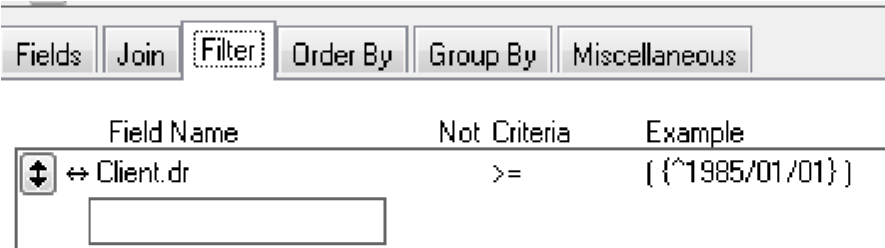 Fields Join Filter Order By Group By Miscellaneous
Field Name Not Criteria Example
Client.dr >= ( {^1985/01/01} )